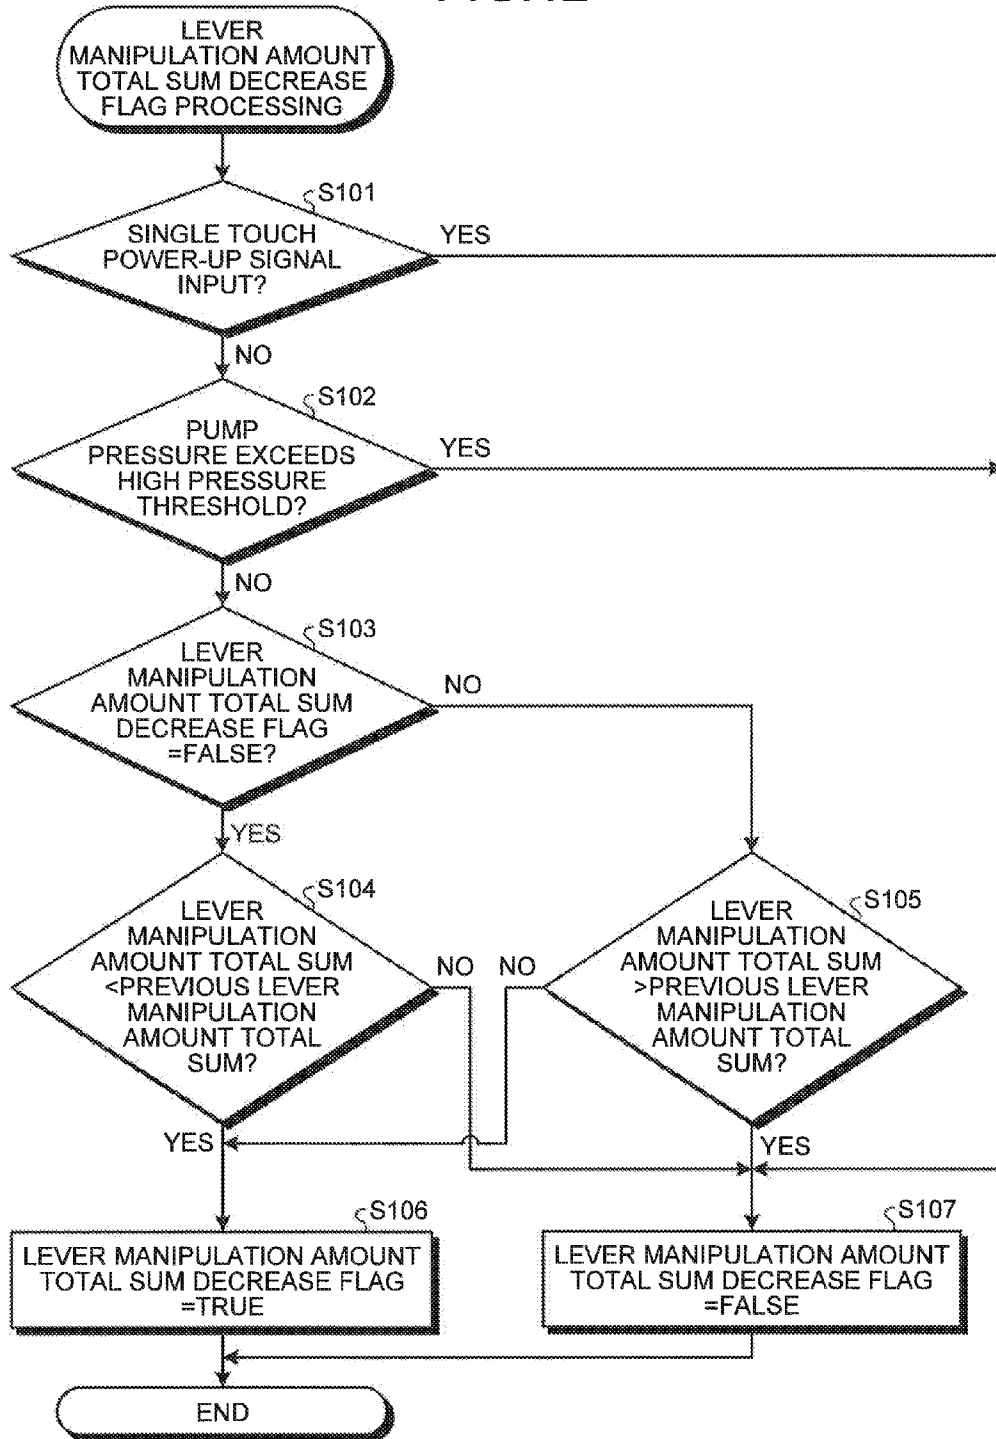 LEVER
MANIPULATION AMOUNT
TOTAL SUM DECREASE
FLAG PROCESSING
S101
SINGLE TOUCH
POWER-UP SIGNAL
INPUT?
YES
NO
S102
PUMP
PRESSURE EXCEEDS
HIGH PRESSURE
THRESHOLD?
YES
NO
S103
LEVER
MANIPULATION
AMOUNT TOTAL SUM
DECREASE FLAG
=FALSE?
NO
YES
S104
LEVER
MANIPULATION
AMOUNT TOTAL SUM
<PREVIOUS LEVER
MANIPULATION
AMOUNT TOTAL
SUM?
NO
YES
S105
LEVER
MANIPULATION
AMOUNT TOTAL SUM
>PREVIOUS LEVER
MANIPULATION
AMOUNT TOTAL
SUM?
NO
YES
S106
LEVER MANIPULATION AMOUNT
TOTAL SUM DECREASE FLAG
=TRUE
S107
LEVER MANIPULATION AMOUNT
TOTAL SUM DECREASE FLAG
=FALSE
END